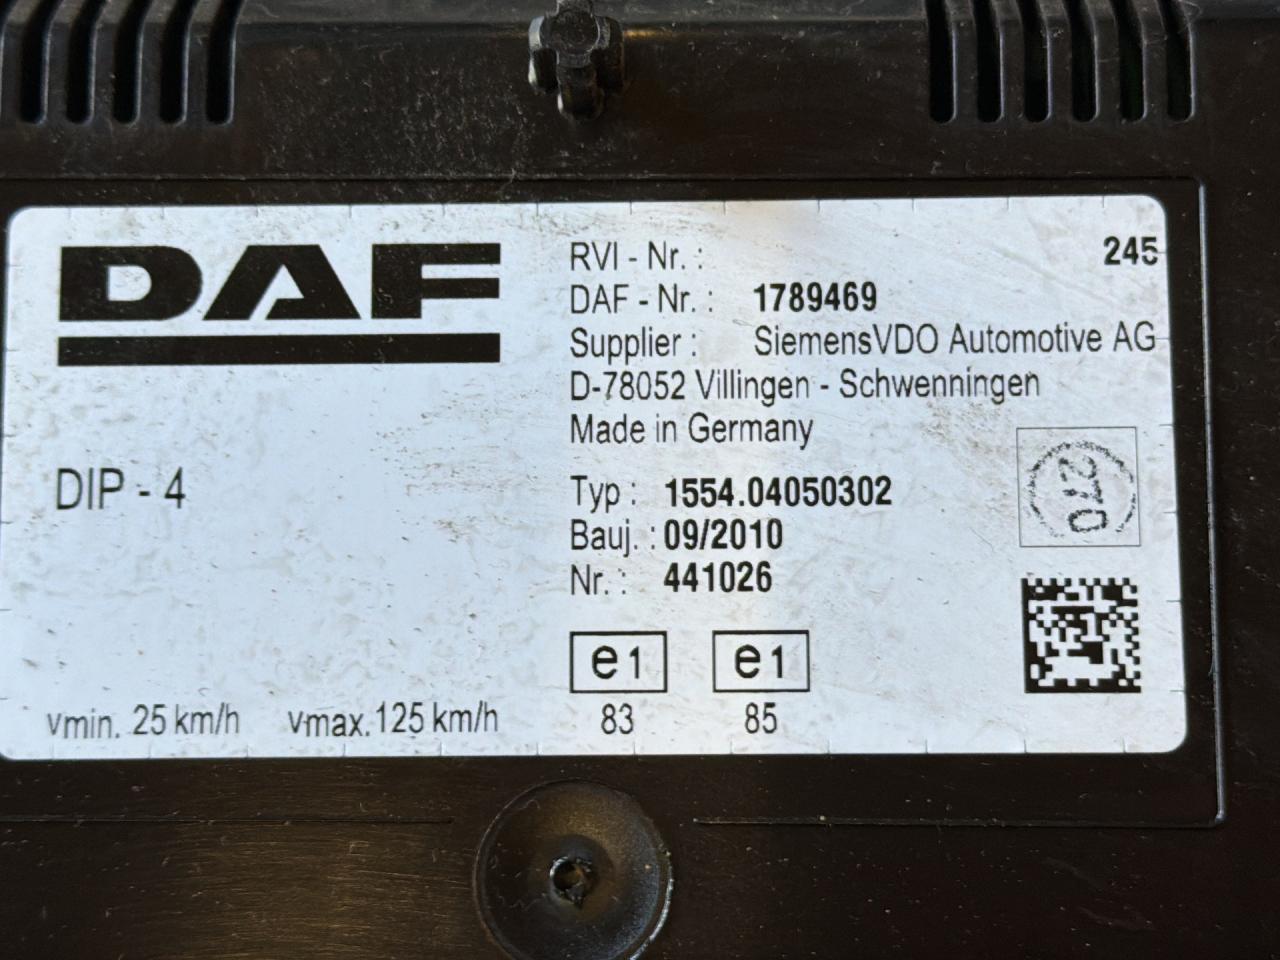 DAF
RVI - Nr. :
245
DAF - Nr. : 1789469
Supplier : SiemensVDO Automotive AG
D-78052 Villingen - Schwenningen
Made in Germany
DIP - 4
Typ : 1554.04050302
Bauj. : 09/2010
Nr. : 441026
270
e1 e1
83 85
vmin. 25 km/h vmax. 125 km/h